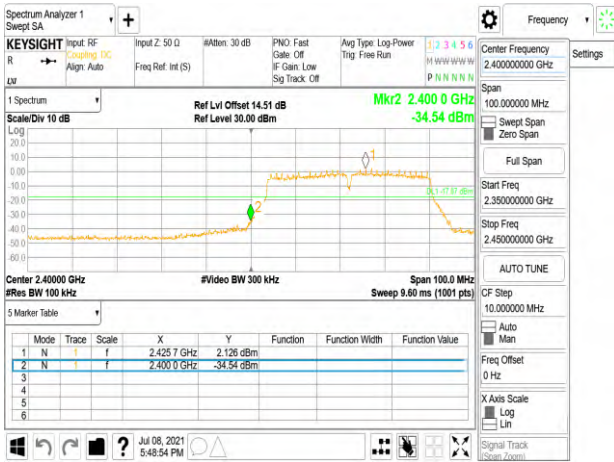 Spectrum Analyzer 1
Swept SA
KEYSIGHT
R
Input: RF
Coupling: DC
Align: Auto
Input Z: 50 Ω
Freq Ref: Int (S)
#Atten: 30 dB
PNO: Fast
Gate: Off
IF Gain: Low
Sig Track: Off
Avg Type: Log-Power
Trig: Free Run
1 2 3 4 5 6
M W W W W W
P N N N N N
1 Spectrum
Scale/Div 10 dB
Ref Lvl Offset 14.51 dB
Ref Level 30.00 dBm
Mkr2 2.400 0 GHz
-34.54 dBm
Log
20.0
10.0
0.00
-10.0
-20.0
-30.0
-40.0
-50.0
-60.0
1
2
Center 2.40000 GHz
#Res BW 100 kHz
#Video BW 300 kHz
Span 100.0 MHz
Sweep 9.60 ms (1001 pts)
5 Marker Table
Mode Trace Scale X Y Function Function Width Function Value
1 N 1 f 2.425 7 GHz 2.126 dBm
2 N 1 f 2.400 0 GHz -34.54 dBm
3
4
5
6
Jul 08, 2021
5:48:54 PM
Frequency
Settings
Center Frequency
2.400000000 GHz
Span
100.000000 MHz
Swept Span
Zero Span
Full Span
Start Freq
2.350000000 GHz
Stop Freq
2.450000000 GHz
AUTO TUNE
CF Step
10.000000 MHz
Auto
Man
Freq Offset
0 Hz
X Axis Scale
Log
Lin
Signal Track
(Span Zoom)